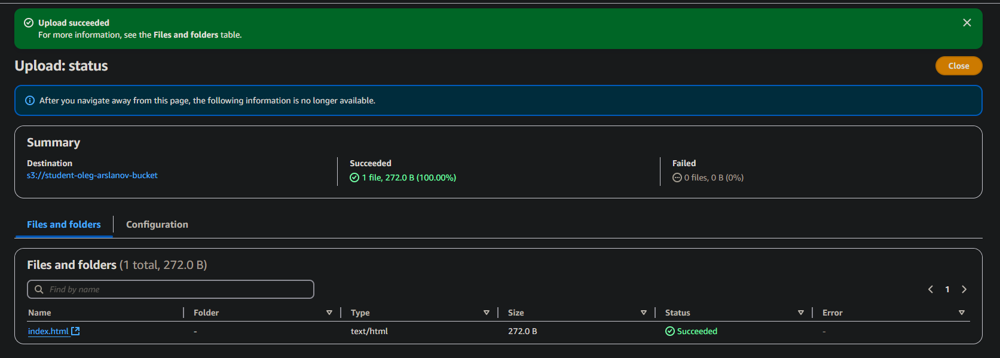 Upload succeeded
For more information, see the Files and folders table.
Upload: status
Close
After you navigate away from this page, the following information is no longer available.
Summary
Destination
s3://student-oleg-arslanov-bucket
Succeeded
1 file, 272.0 B (100.00%)
Failed
0 files, 0 B (0%)
Files and folders
Configuration
Files and folders (1 total, 272.0 B)
Find by name
1
Name Folder Type Size Status Error
index.html - text/html 272.0 B Succeeded -